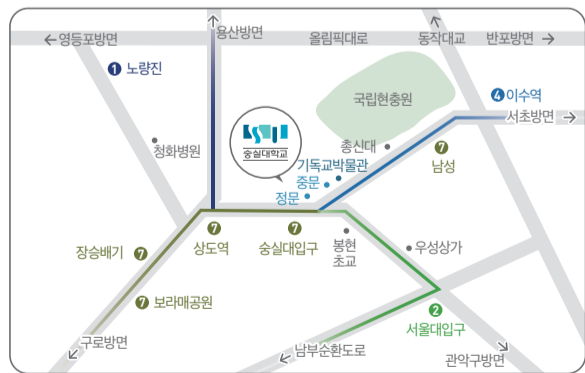 영등포방면
용산방면
올림픽대로
동작대교
반포방면
1 노량진
국립현충원
4 이수역
서초방면
청화병원
숭실대학교
총신대
7
남성
기독교박물관
중문
정문
장승배기 7
7
상도역
7
숭실대입구
봉현
초교
우성상가
7 보라매공원
2
서울대입구
구로방면
남부순환도로
관악구방면